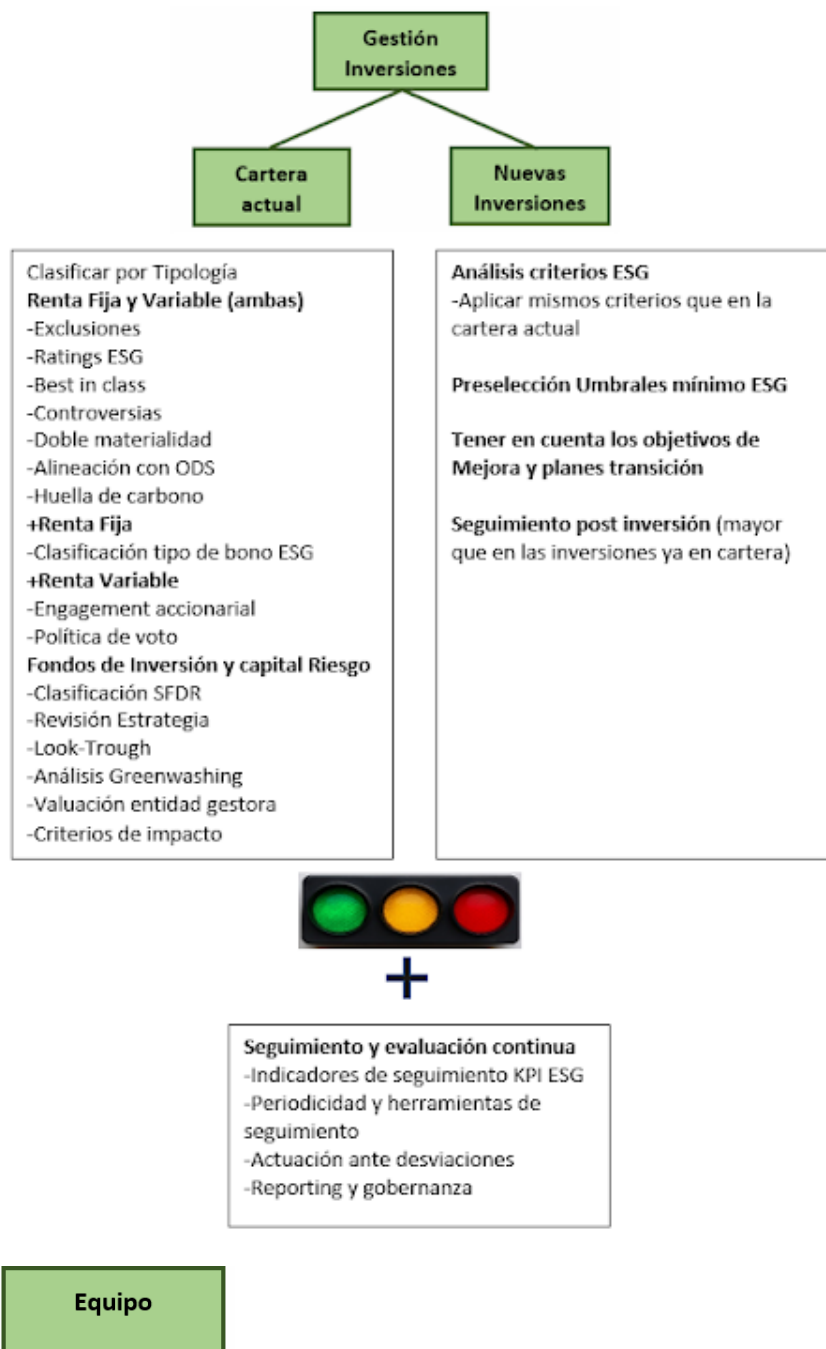 Gestión
Inversiones
Cartera
actual
Nuevas
Inversiones
Clasificar por Tipología
Renta Fija y Variable (ambas)
-Exclusiones
-Ratings ESG
-Best in class
-Controversias
-Doble materialidad
-Alineación con ODS
-Huella de carbono
+Renta Fija
-Clasificación tipo de bono ESG
+Renta Variable
-Engagement accionarial
-Política de voto
Fondos de Inversión y capital Riesgo
-Clasificación SFDR
-Revisión Estrategia
-Look-Trough
-Análisis Greenwashing
-Valuación entidad gestora
-Criterios de impacto
Análisis criterios ESG
-Aplicar mismos criterios que en la
cartera actual
Preselección Umbrales mínimo ESG
Tener en cuenta los objetivos de
Mejora y planes transición
Seguimiento post inversión (mayor
que en las inversiones ya en cartera)
+
Seguimiento y evaluación continua
-Indicadores de seguimiento KPI ESG
-Periodicidad y herramientas de
seguimiento
-Actuación ante desviaciones
-Reporting y gobernanza
Equipo